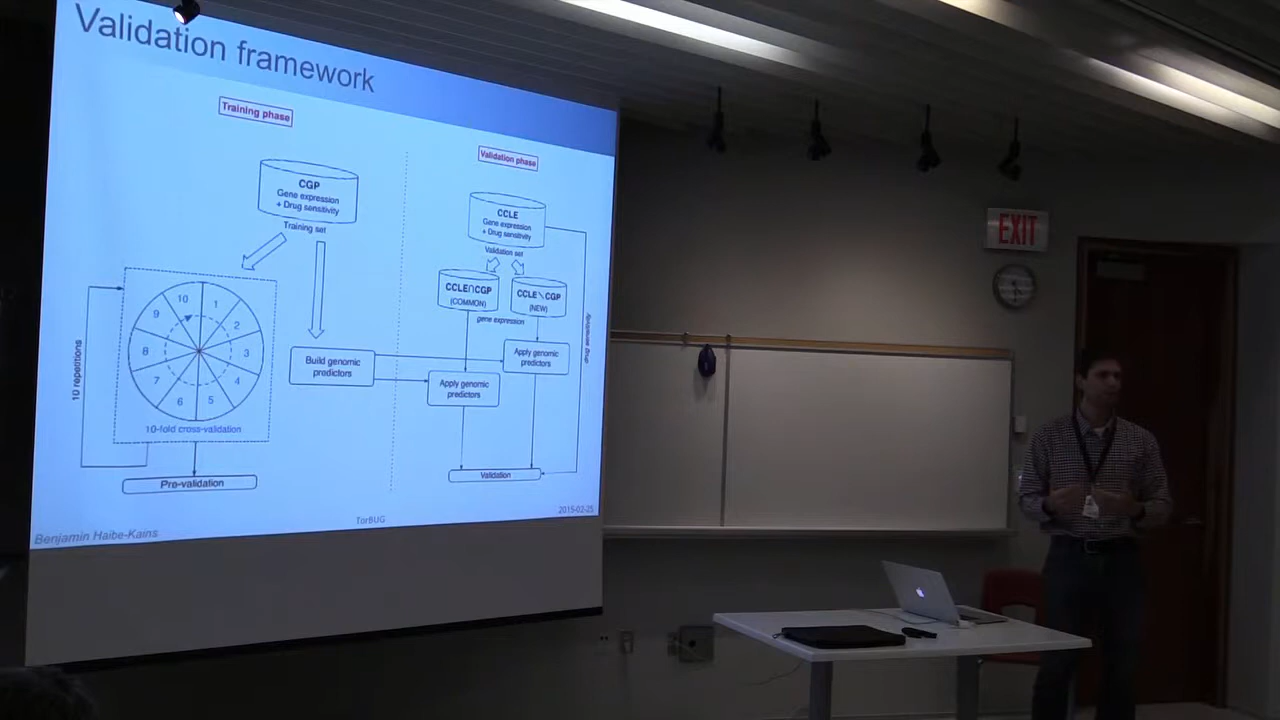 Validation framework
Training phase
CGP
Gene expression
+ Drug sensitivity
Training set
10 repetitions
10
1
9
2
8
3
7
4
6
5
10-fold cross-validation
Pre-validation
Build genomic
predictors
Validation phase
CCLE
Gene expression
+ Drug sensitivity
Validation set
CCLE∩CGP
(COMMON)
CCLE∖CGP
(NEW)
gene expression
drug sensitivity
Apply genomic
predictors
Apply genomic
predictors
Validation
Benjamin Haibe-Kains
TorBUG
2015-02-25
EXIT